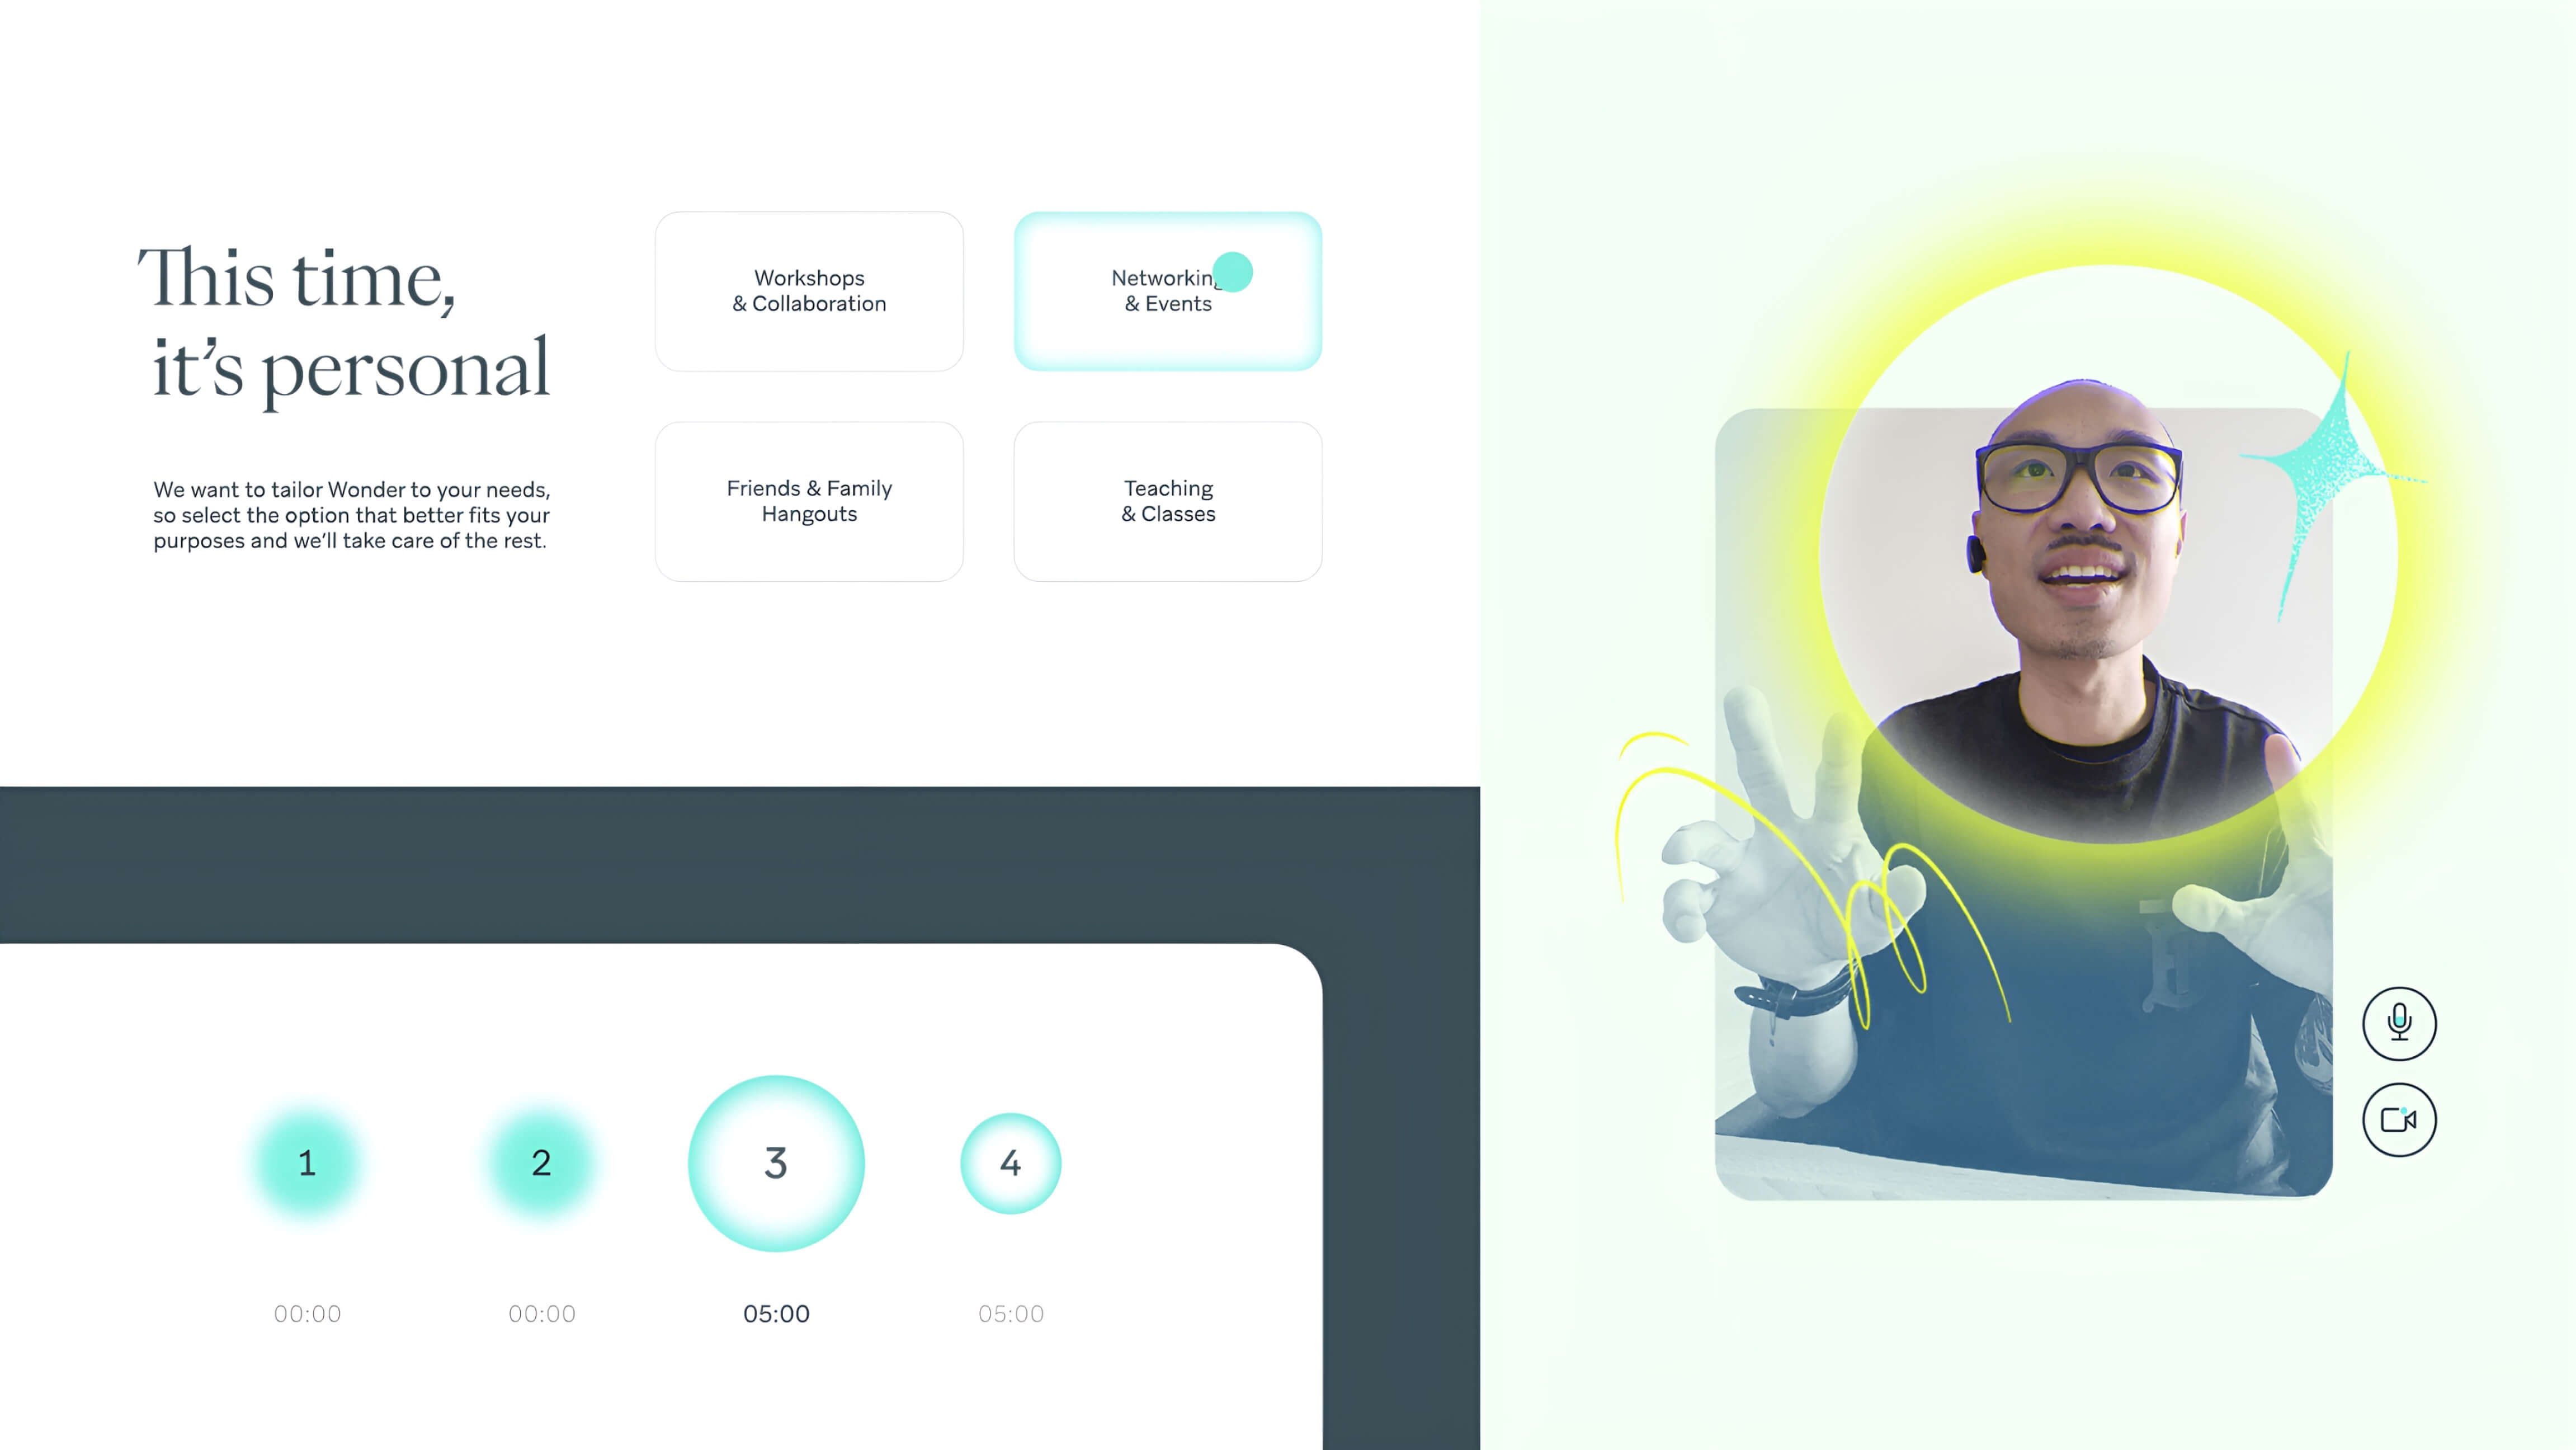 This time,
it's personal
We want to tailor Wonder to your needs,
so select the option that better fits your
purposes and we'll take care of the rest.
Workshops
& Collaboration
Networking
& Events
Friends & Family
Hangouts
Teaching
& Classes
1
2
3
4
00:00
00:00
05:00
05:00